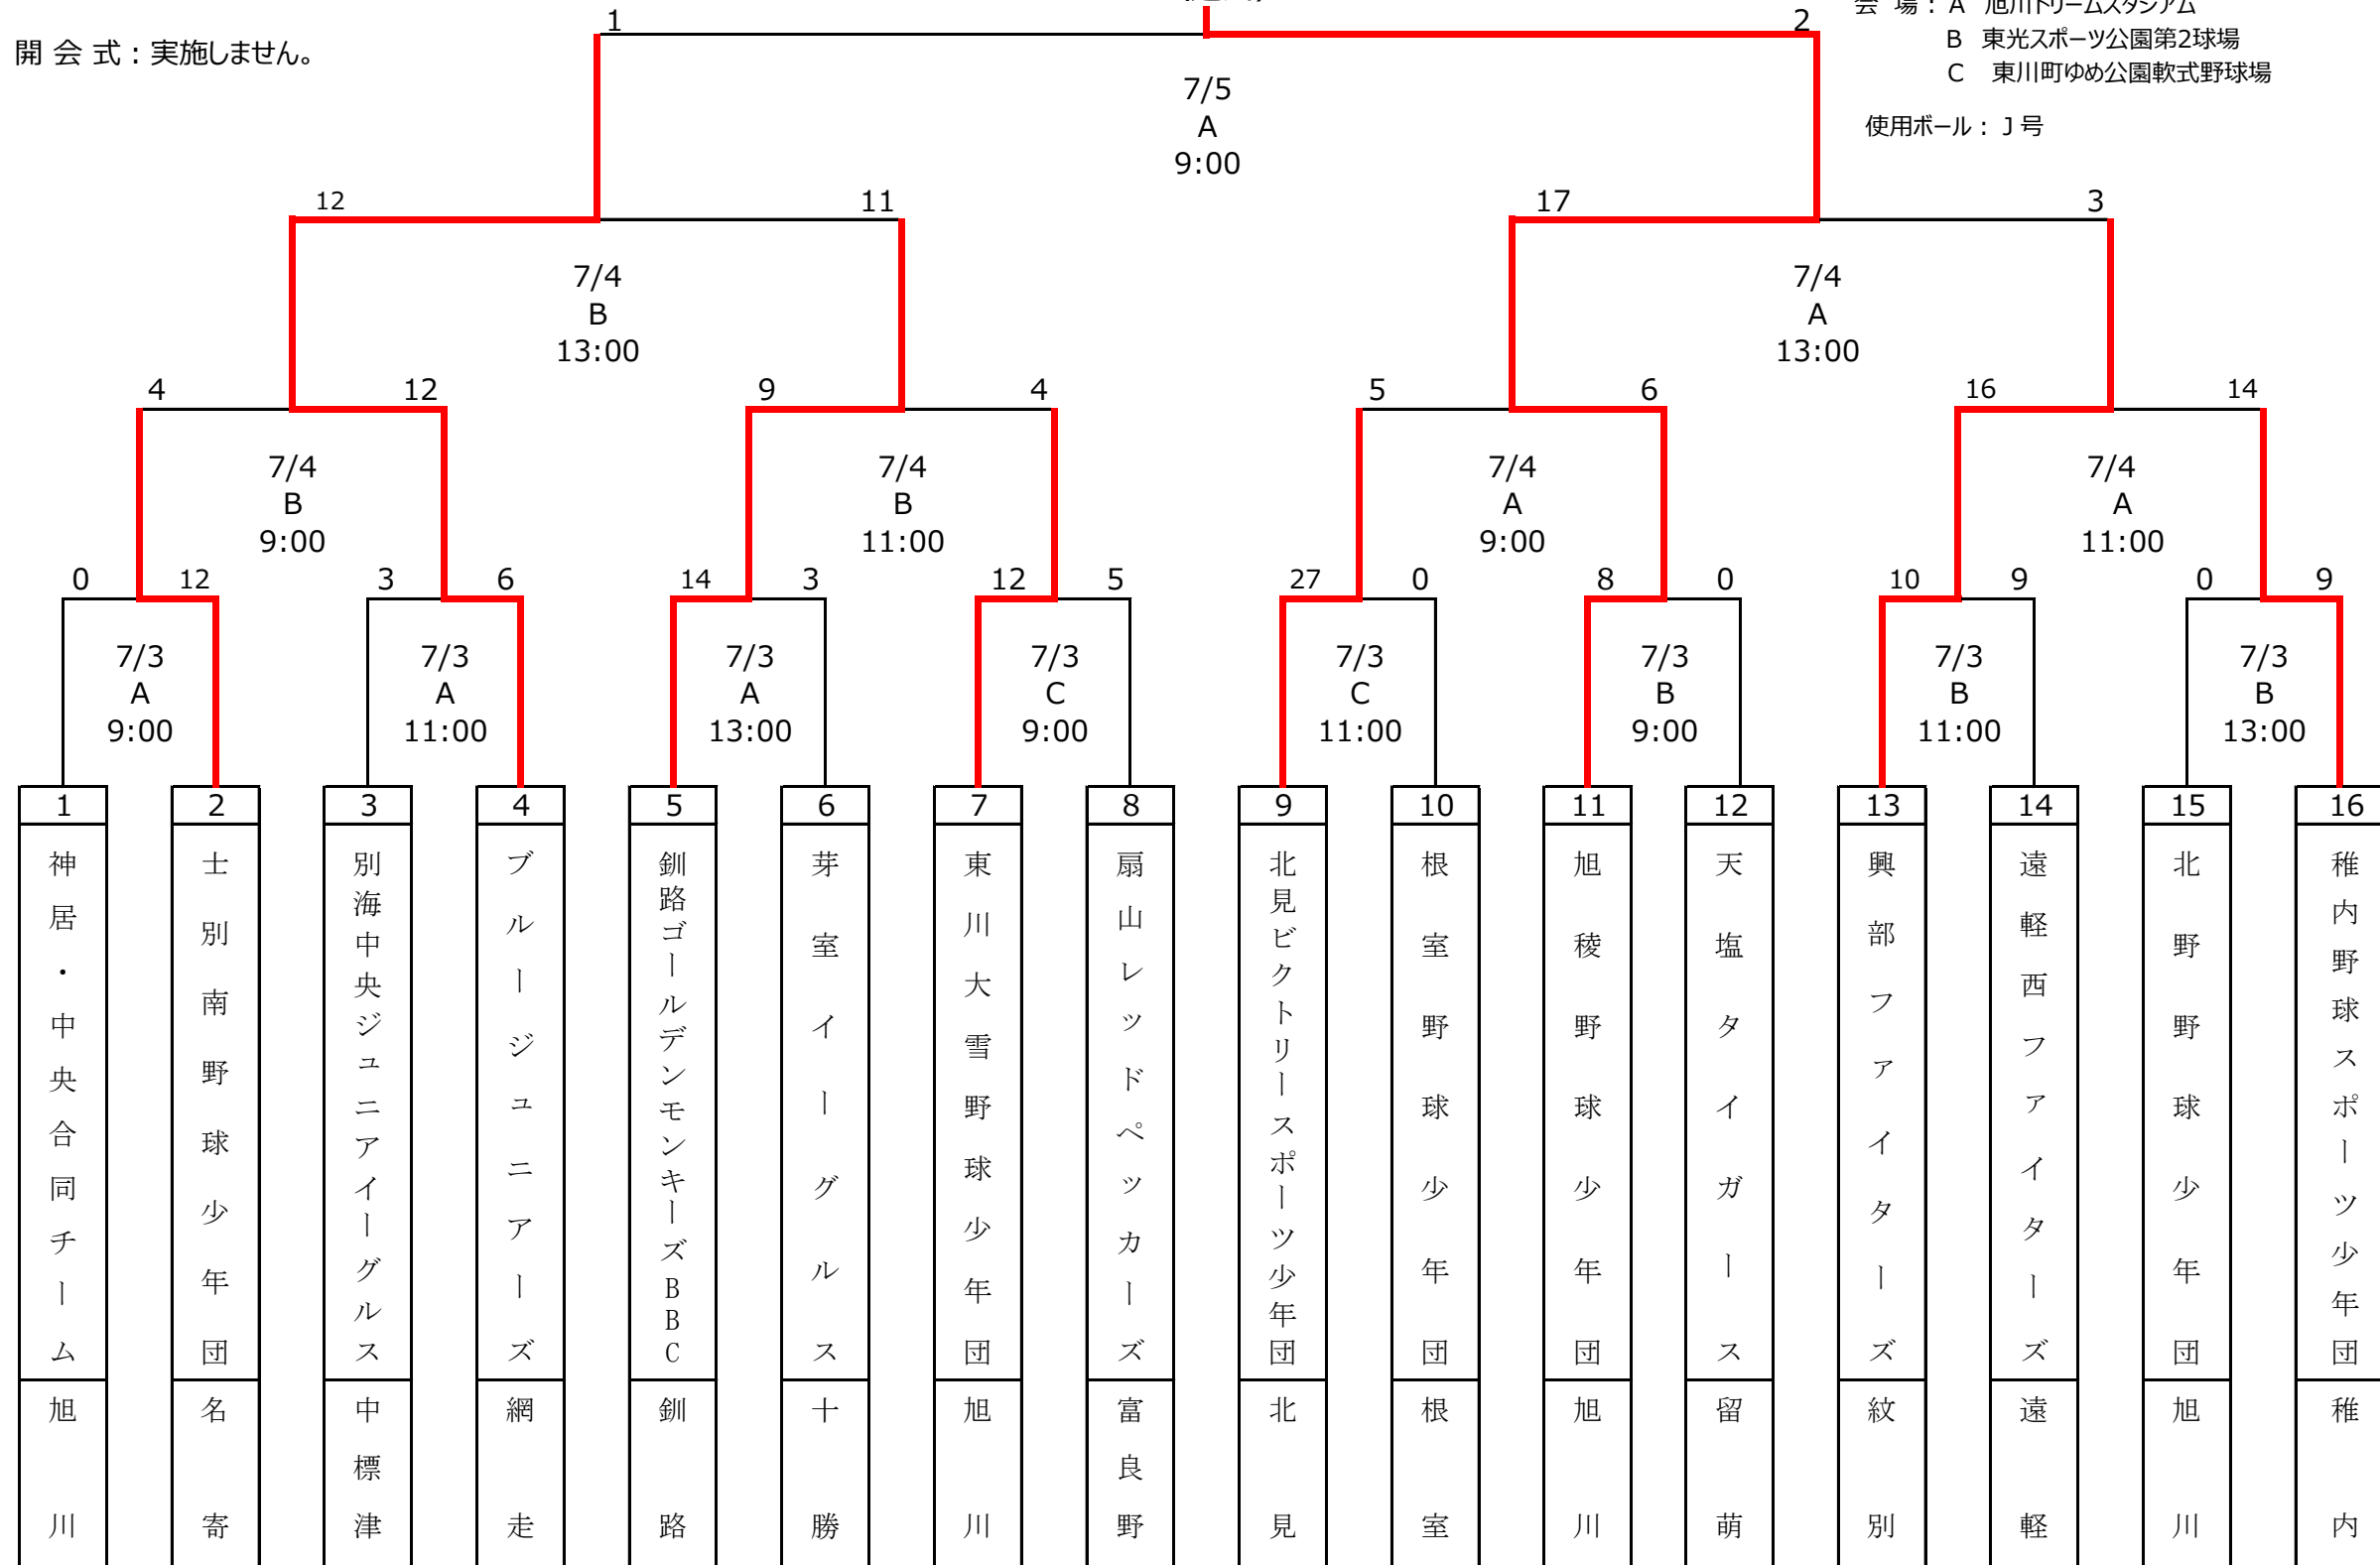 会 場：A 旭川ドリームスタジアム
1
2
開 会 式：実施しません。
B 東光スポーツ公園第2球場
C 東川町ゆめ公園軟式野球場
7/5
A
9:00
使用ボール：J号
12
11
17
3
7/4
B
13:00
7/4
A
13:00
4
12
9
4
5
6
16
14
7/4
B
9:00
7/4
B
11:00
7/4
A
9:00
7/4
A
11:00
0
12
3
6
14
3
12
5
27
0
8
0
10
9
0
9
7/3
A
9:00
7/3
A
11:00
7/3
A
13:00
7/3
C
9:00
7/3
C
11:00
7/3
B
9:00
7/3
B
11:00
7/3
B
13:00
1
神居・中央合同チーム
旭川
2
士別南野球少年団
名寄
3
別海中央ジュニアイーグルス
中標津
4
ブルージュニアーズ
網走
5
釧路ゴールデンモンキーズBBC
釧路
6
芽室イーグルス
十勝
7
東川大雪野球少年団
旭川
8
扇山レッドペッカーズ
富良野
9
北見ビクトリースポーツ少年団
北見
10
根室野球少年団
根室
11
旭稜野球少年団
旭川
12
天塩タイガース
留萌
13
興部ファイターズ
紋別
14
遠軽西ファイターズ
遠軽
15
北野野球少年団
旭川
16
稚内野球スポーツ少年団
稚内